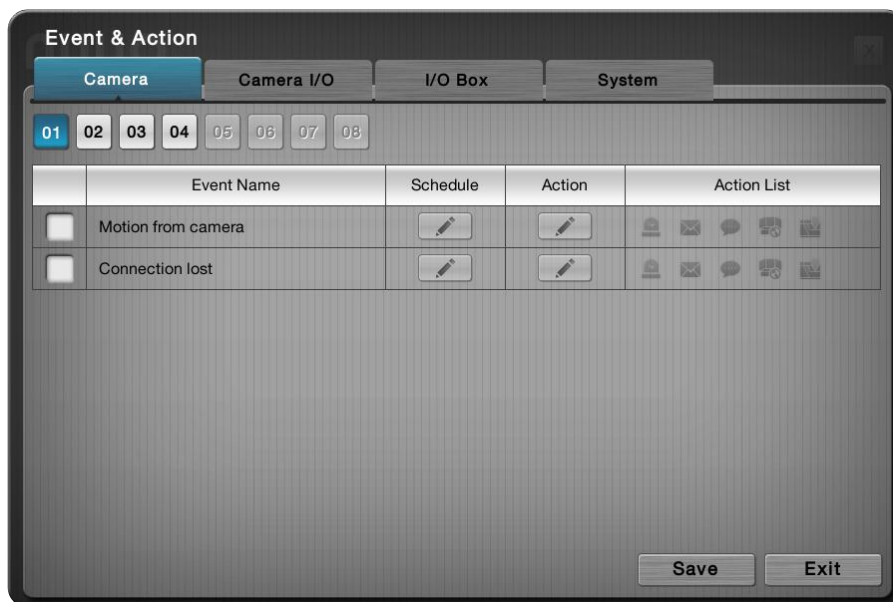 Event & Action
Camera Camera I/O I/O Box System
01 02 03 04 05 06 07 08
Event Name Schedule Action Action List
Motion from camera
Connection lost
Save Exit